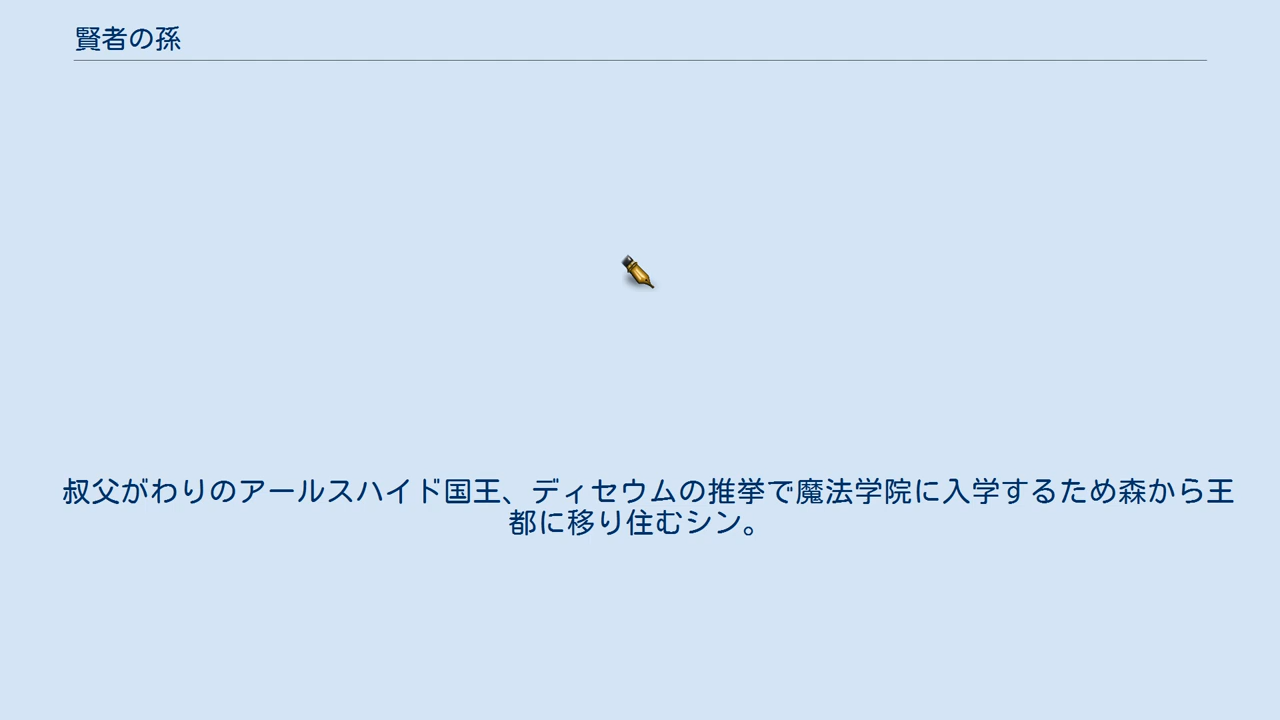 賢者の孫
叔父がわりのアールスハイド国王、ディセウムの推挙で魔法学院に入学するため森から王
都に移り住むシン。